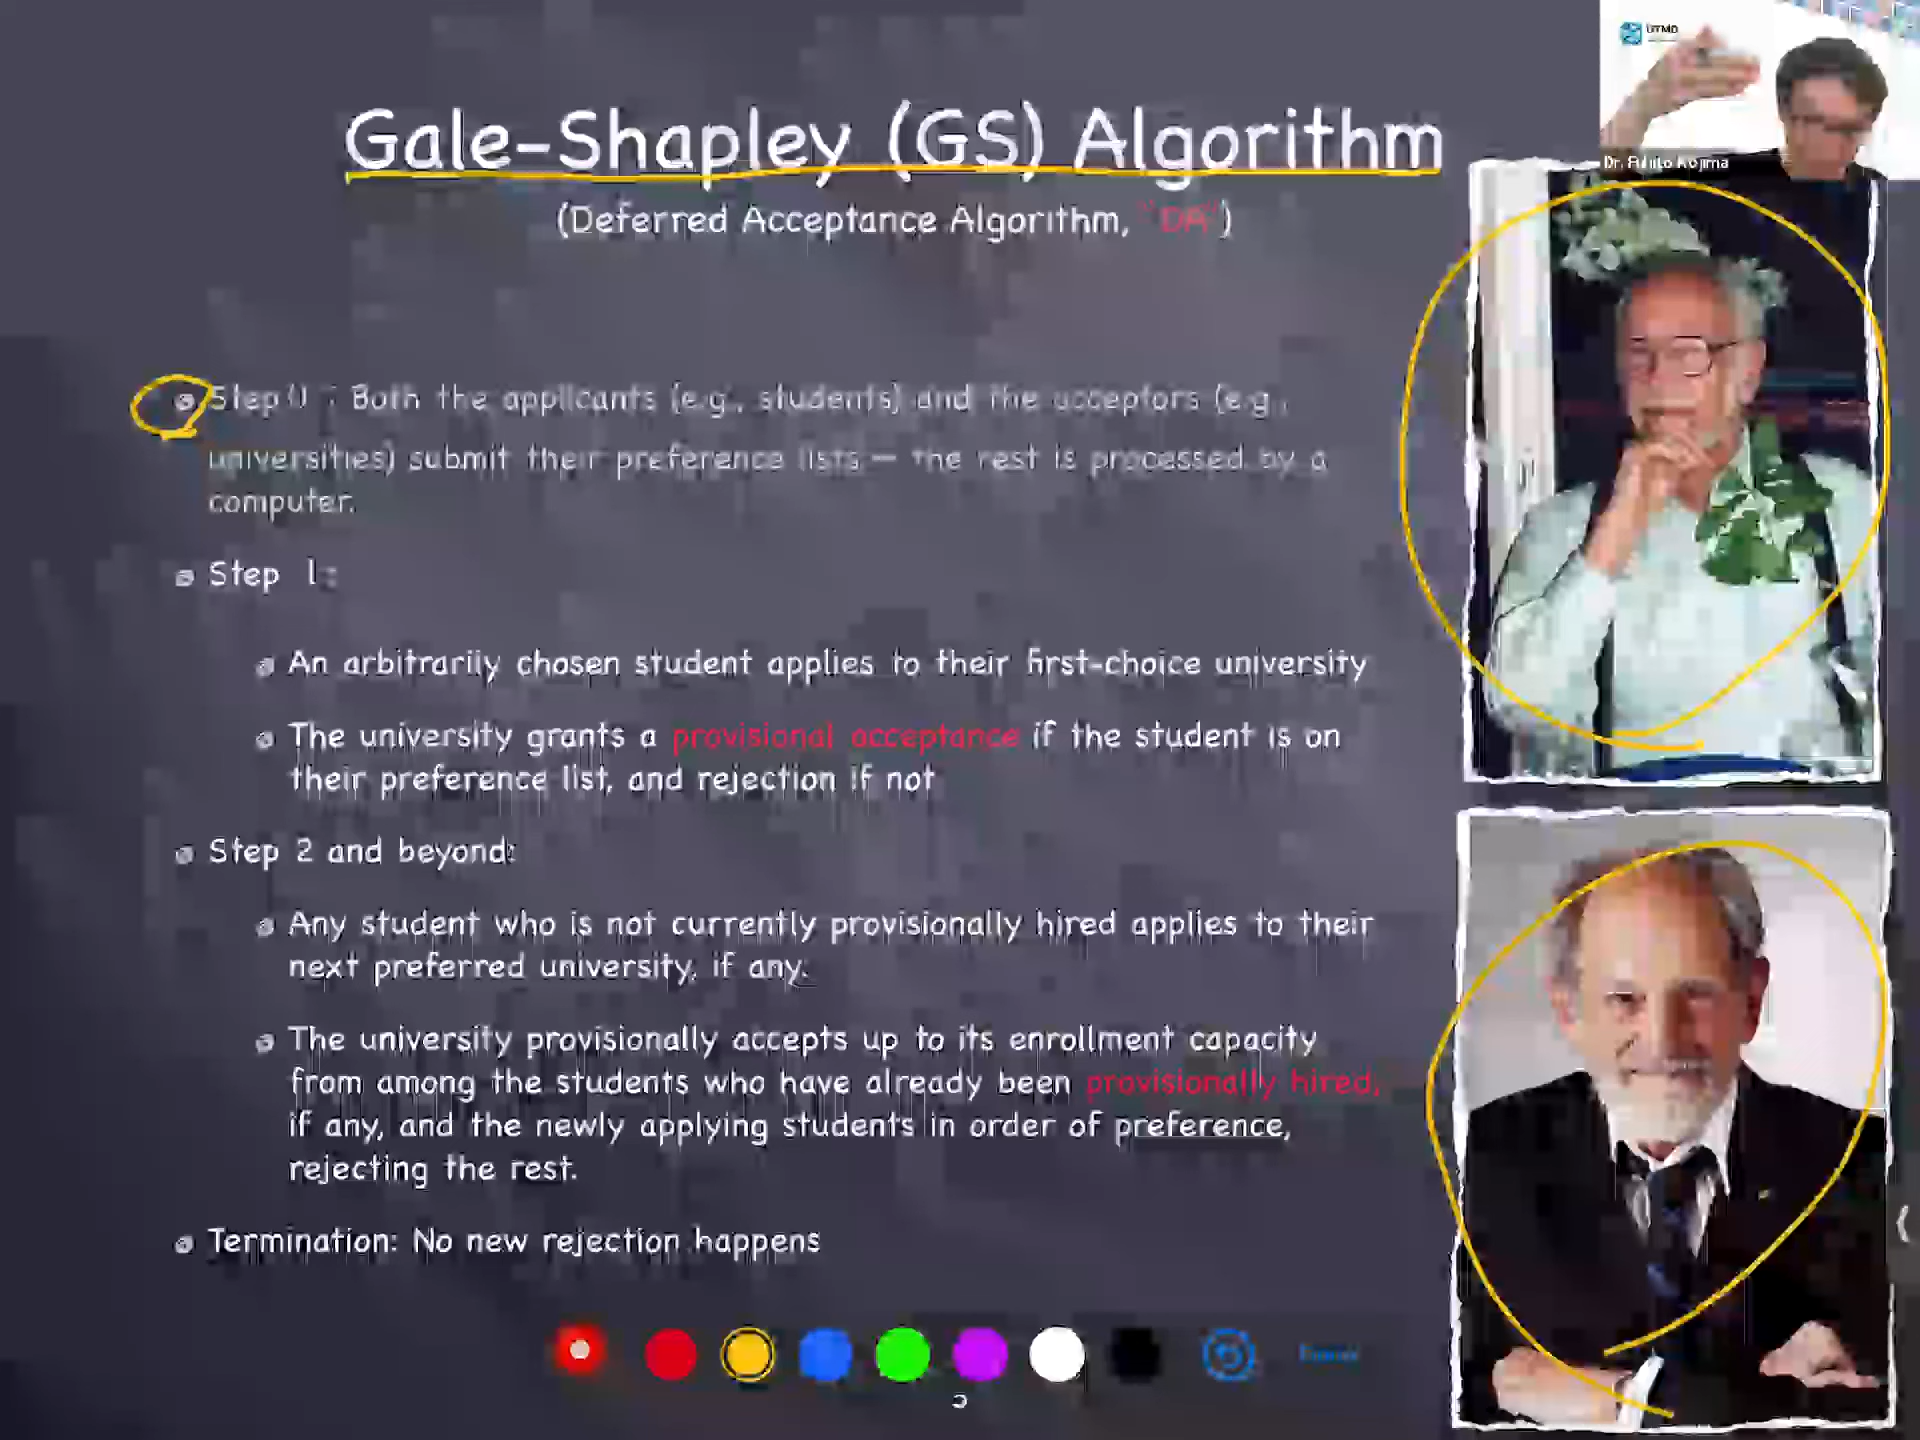 UTMD
Gale-Shapley (GS) Algorithm
Dr. Fuhito Kojima
(Deferred Acceptance Algorithm, "DA")
Step 0 : Both the applicants (e.g., students) and the acceptors (e.g.,
universities) submit their preference lists — the rest is processed by a
computer.
Step 1:
An arbitrarily chosen student applies to their first-choice university
The university grants a provisional acceptance if the student is on
their preference list, and rejection if not
Step 2 and beyond:
Any student who is not currently provisionally hired applies to their
next preferred university, if any.
The university provisionally accepts up to its enrollment capacity
from among the students who have already been provisionally hired,
if any, and the newly applying students in order of preference,
rejecting the rest.
Termination: No new rejection happens